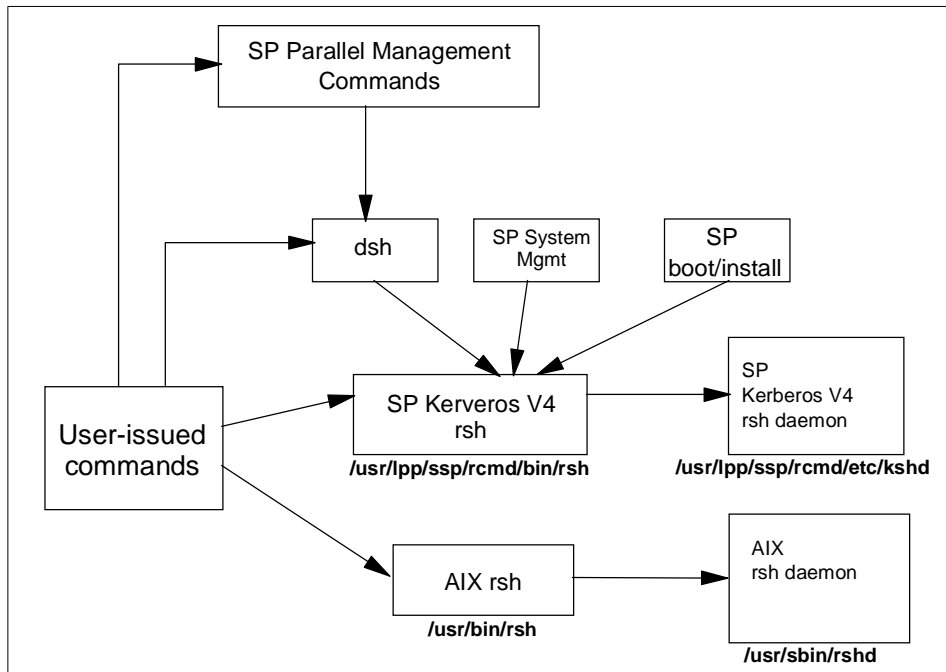 SP Parallel Management
Commands
dsh
SP System
Mgmt
SP
boot/install
User-issued
commands
SP Kerveros V4
rsh
/usr/lpp/ssp/rcmd/bin/rsh
SP
Kerberos V4
rsh daemon
/usr/lpp/ssp/rcmd/etc/kshd
AIX rsh
/usr/bin/rsh
AIX
rsh daemon
/usr/sbin/rshd